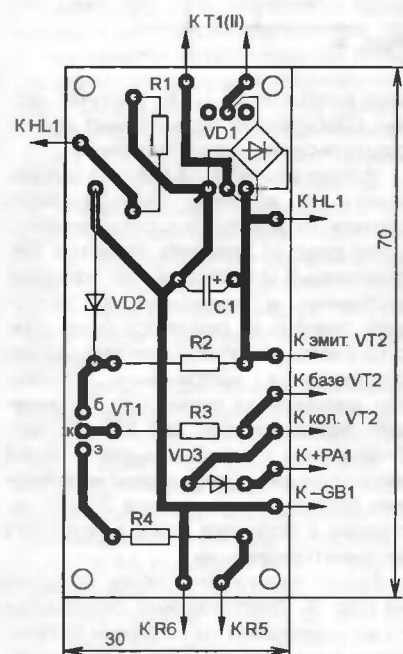 К Т1(II)
R1
VD1
К HL1
К HL1
+
C1
VD2
R2
К эмит. VT2
К базе VT2
б
VT1
R3
К кол. VT2
к
э
VD3
К +PA1
К –GB1
R4
К R6
К R5
30
70